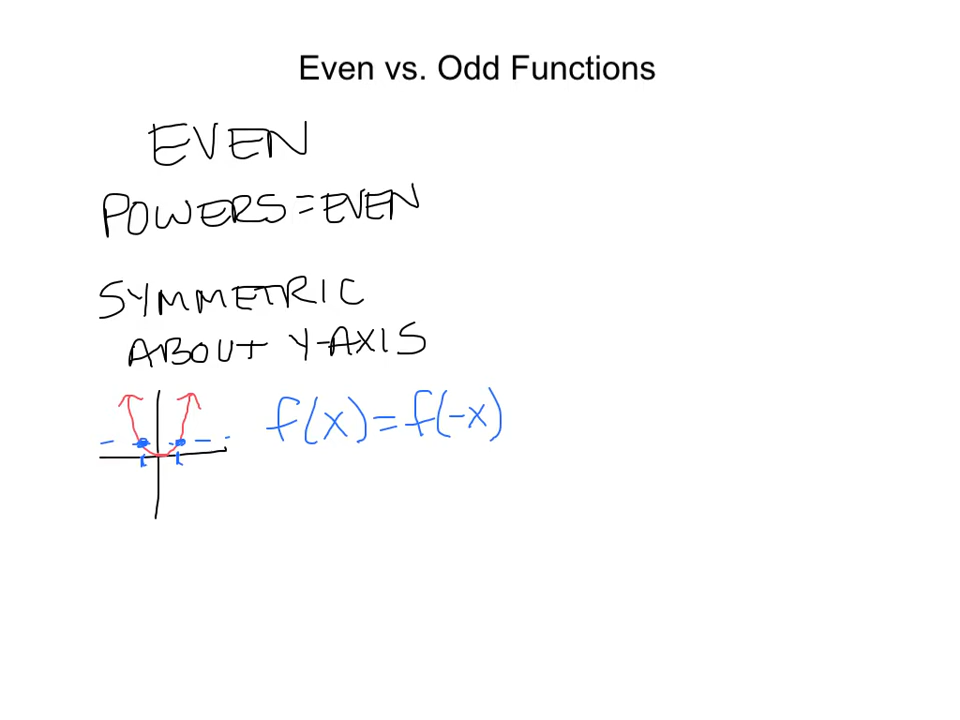 Even vs. Odd Functions
EVEN
POWERS=EVEN
SYMMETRIC
ABOUT Y-AXIS
f(x)=f(-x)